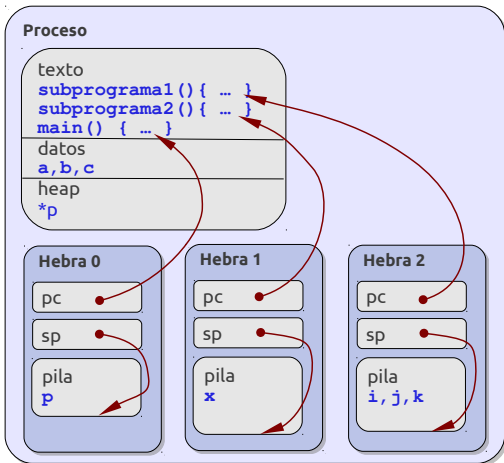 Proceso
texto
subprograma1(){ … }
subprograma2(){ … }
main() { … }
datos
a,b,c
heap
*p
Hebra 0
pc
sp
pila
p
Hebra 1
pc
sp
pila
x
Hebra 2
pc
sp
pila
i,j,k